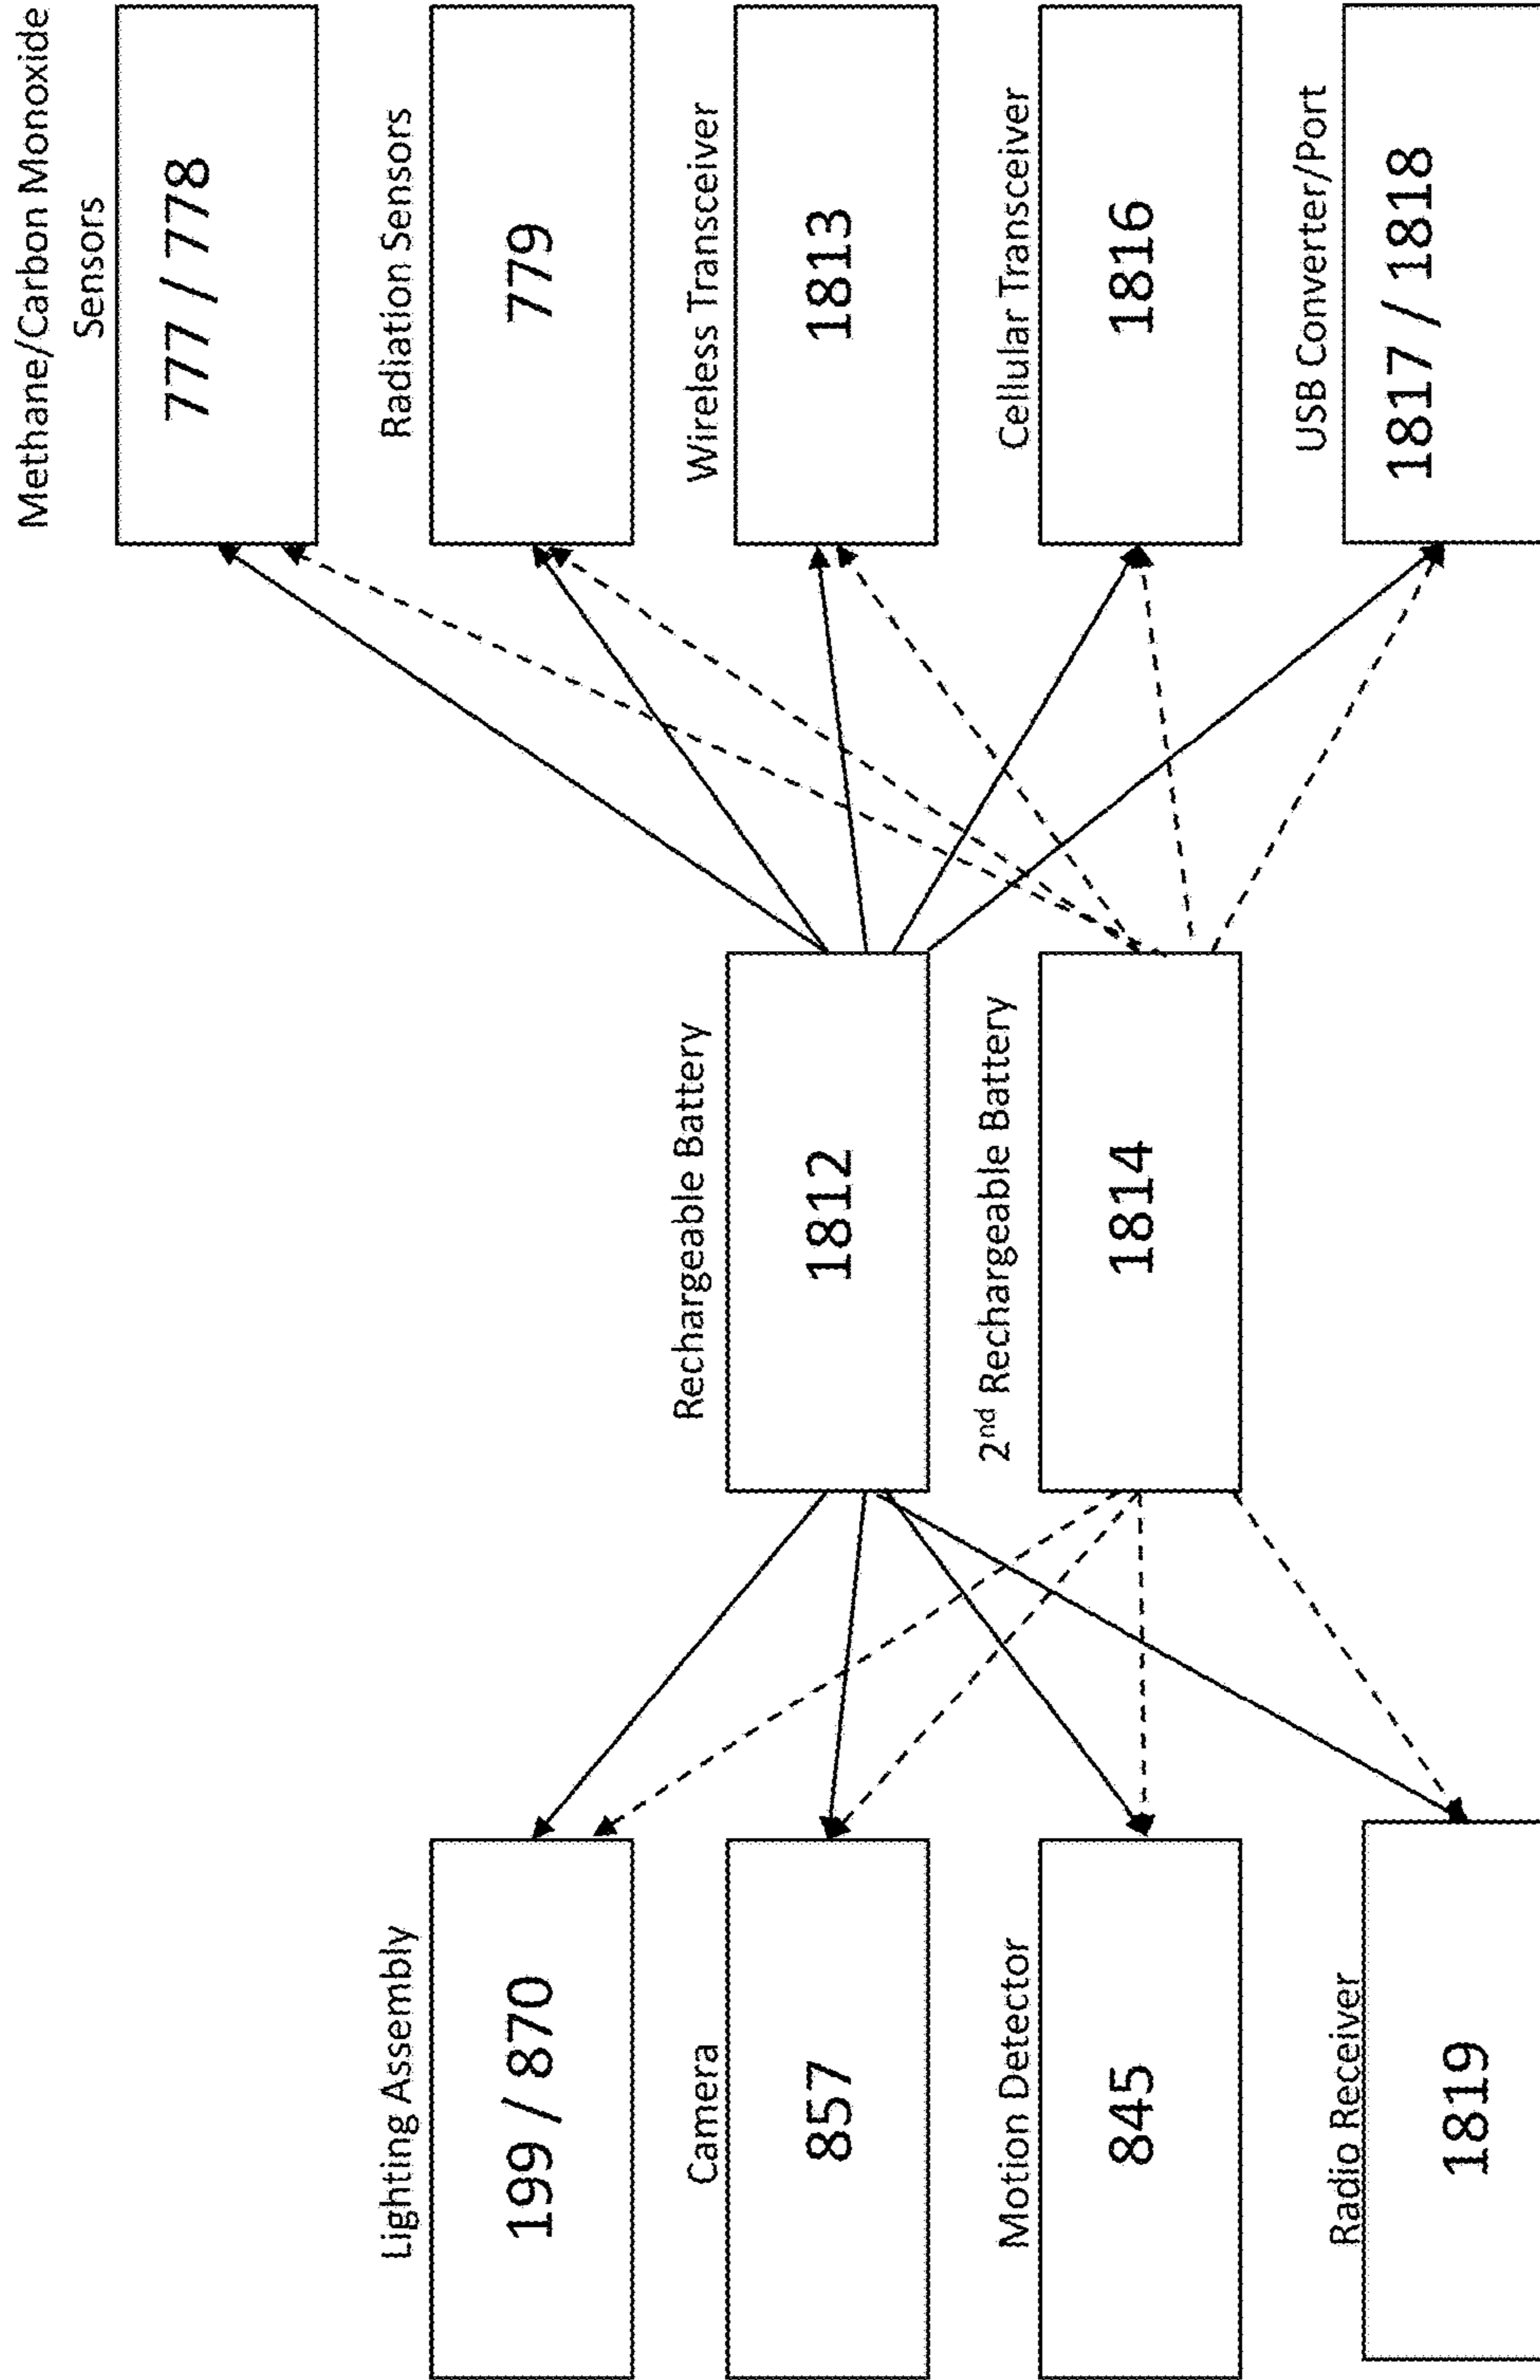 Methane/Carbon Monoxide
Sensors
777 / 778
Lighting Assembly
199 / 870
Radiation Sensors
779
Camera
857
Rechargeable Battery
1812
Wireless Transceiver
1813
Motion Detector
845
2nd Rechargeable Battery
1814
Cellular Transceiver
1816
Radio Receiver
1819
USB Converter/Port
1817 / 1818